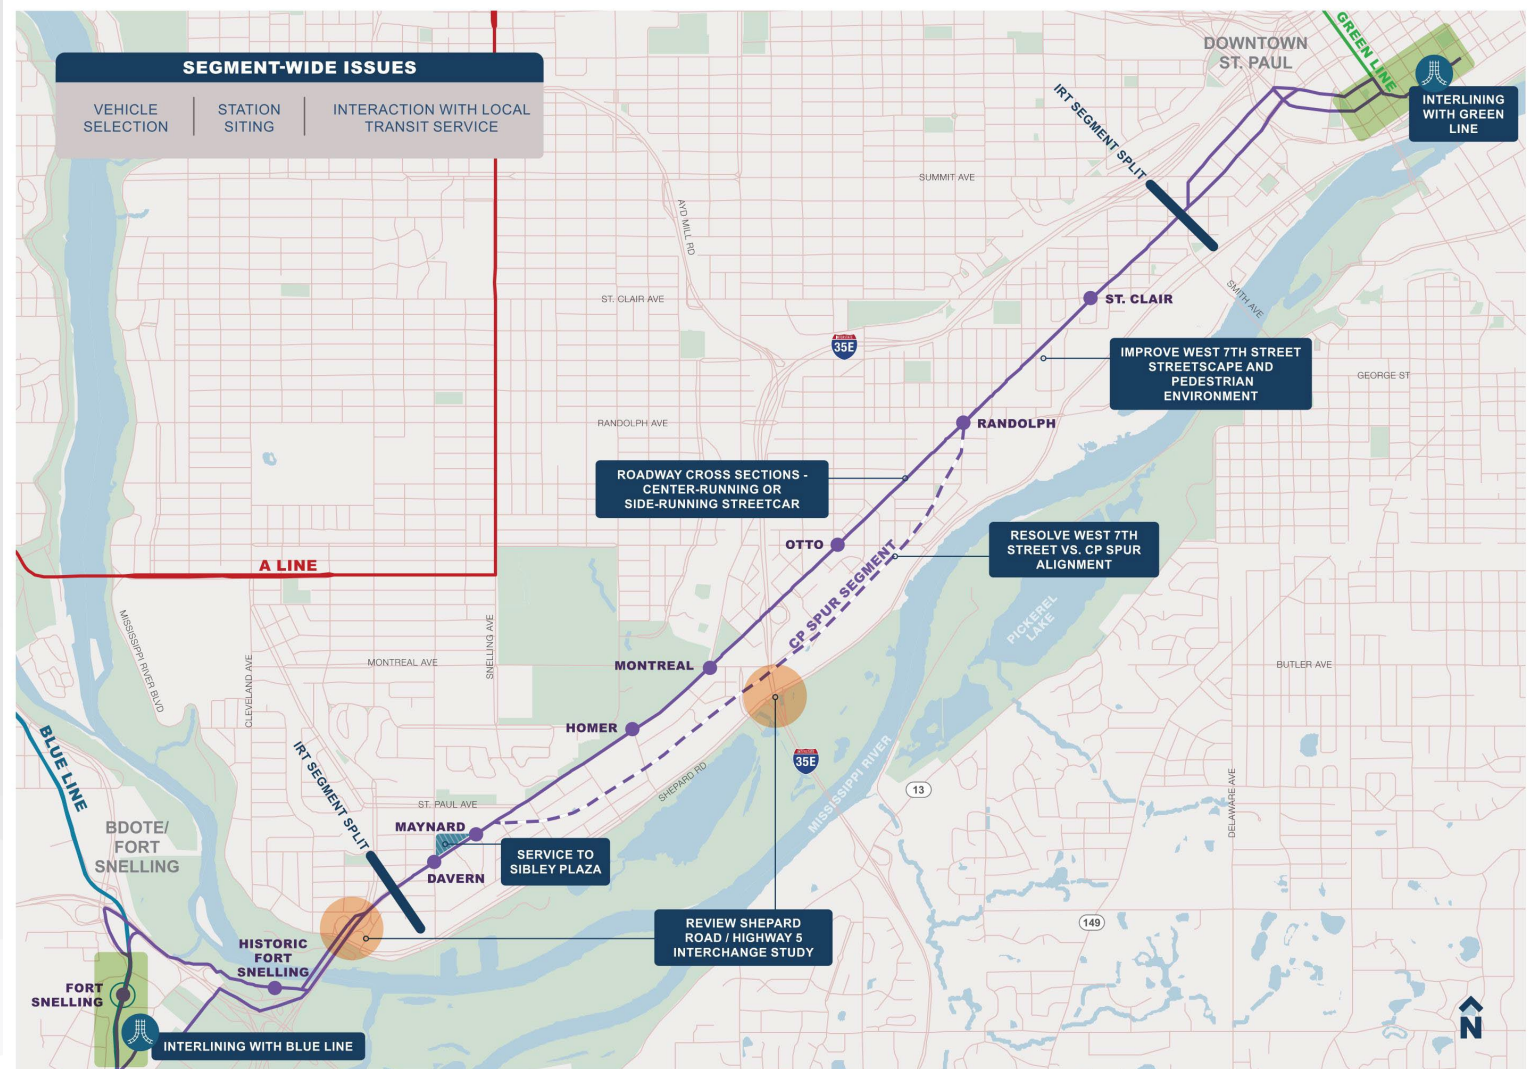 SEGMENT-WIDE ISSUES
VEHICLE
SELECTION
STATION
SITING
INTERACTION WITH LOCAL
TRANSIT SERVICE
DOWNTOWN
ST. PAUL
GREEN LINE
INTERLINING
WITH GREEN
LINE
IRT SEGMENT SPLIT
SUMMIT AVE
AYD MILL RD
ST. CLAIR AVE
SMITH AVE
ST. CLAIR
35E
IMPROVE WEST 7TH STREET
STREETSCAPE AND
PEDESTRIAN
ENVIRONMENT
GEORGE ST
RANDOLPH AVE
RANDOLPH
ROADWAY CROSS SECTIONS -
CENTER-RUNNING OR
SIDE-RUNNING STREETCAR
OTTO
CP SPUR SEGMENT
RESOLVE WEST 7TH
STREET VS. CP SPUR
ALIGNMENT
A LINE
PICKEREL
LAKE
MISSISSIPPI RIVER BLVD
CLEVELAND AVE
MONTREAL AVE
SNELLING AVE
MONTREAL
BUTLER AVE
HOMER
BLUE LINE
IRT SEGMENT SPLIT
SHEPARD RD
35E
MISSISSIPPI RIVER
13
DELAWARE AVE
ST. PAUL AVE
BDOTE/
FORT
SNELLING
MAYNARD
SERVICE TO
SIBLEY PLAZA
DAVERN
REVIEW SHEPARD
ROAD / HIGHWAY 5
INTERCHANGE STUDY
149
HISTORIC
FORT
SNELLING
FORT
SNELLING
INTERLINING WITH BLUE LINE
N